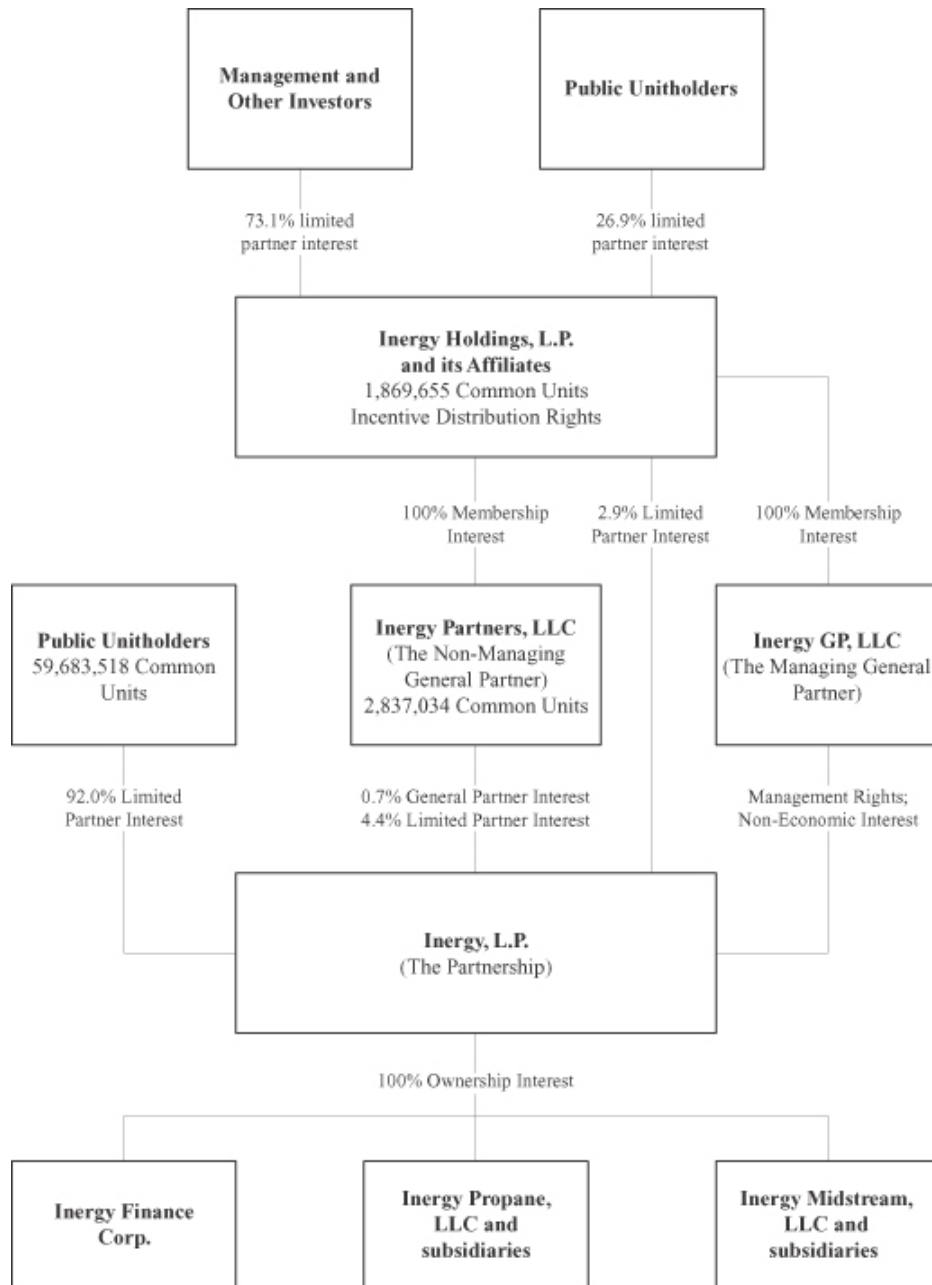 Management and
Other Investors
Public Unitholders
73.1% limited
partner interest
26.9% limited
partner interest
Inergy Holdings, L.P.
and its Affiliates
1,869,655 Common Units
Incentive Distribution Rights
100% Membership
Interest
2.9% Limited
Partner Interest
100% Membership
Interest
Public Unitholders
59,683,518 Common
Units
Inergy Partners, LLC
(The Non-Managing
General Partner)
2,837,034 Common Units
Inergy GP, LLC
(The Managing General
Partner)
92.0% Limited
Partner Interest
0.7% General Partner Interest
4.4% Limited Partner Interest
Management Rights;
Non-Economic Interest
Inergy, L.P.
(The Partnership)
100% Ownership Interest
Inergy Finance
Corp.
Inergy Propane,
LLC and
subsidiaries
Inergy Midstream,
LLC and
subsidiaries